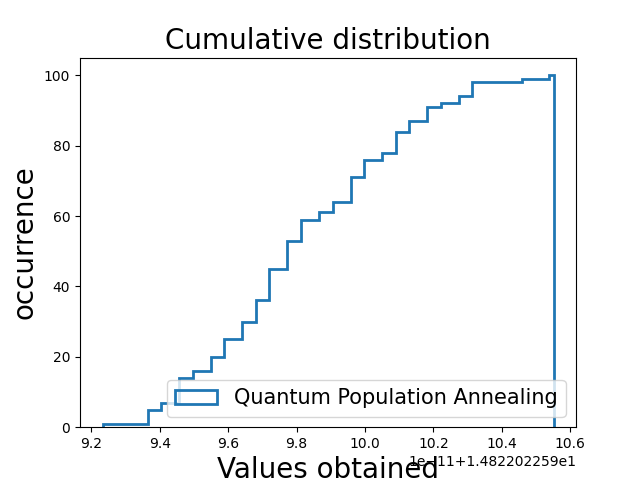 Cumulative distribution
occurrence
100
80
60
40
20
0
Quantum Population Annealing
9.2 9.4 9.6 9.8 10.0 10.2 10.4 10.6
1e−11+1.482202259e1
Values obtained